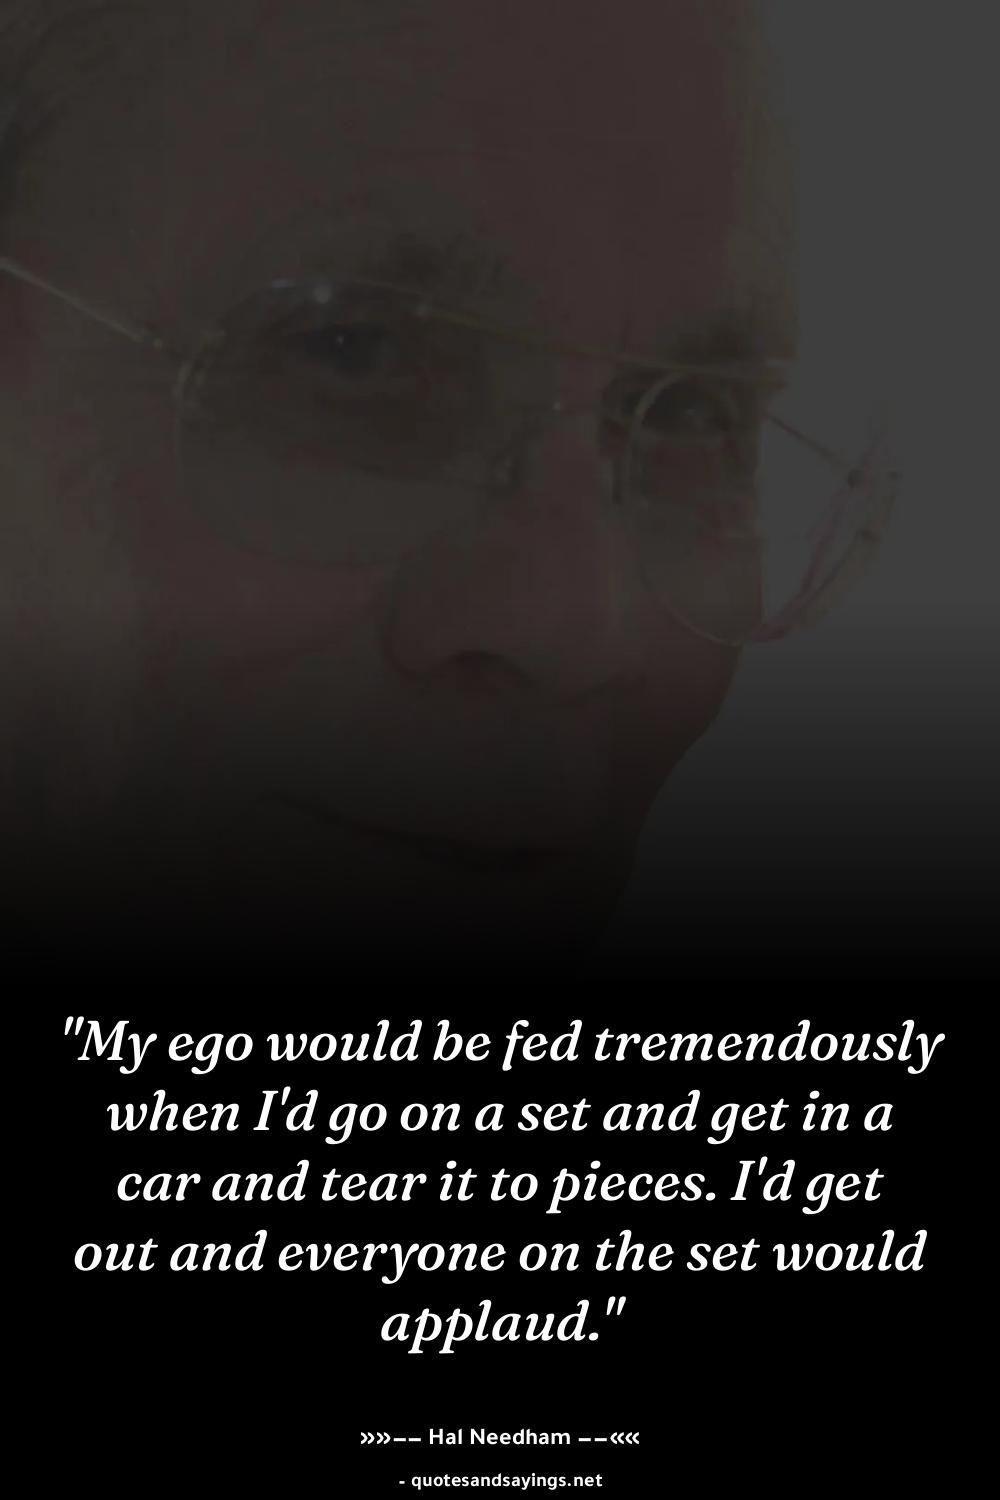 "My ego would be fed tremendously
when I'd go on a set and get in a
car and tear it to pieces. I'd get
out and everyone on the set would
applaud."
»»−− Hal Needham −−««
- quotesandsayings.net